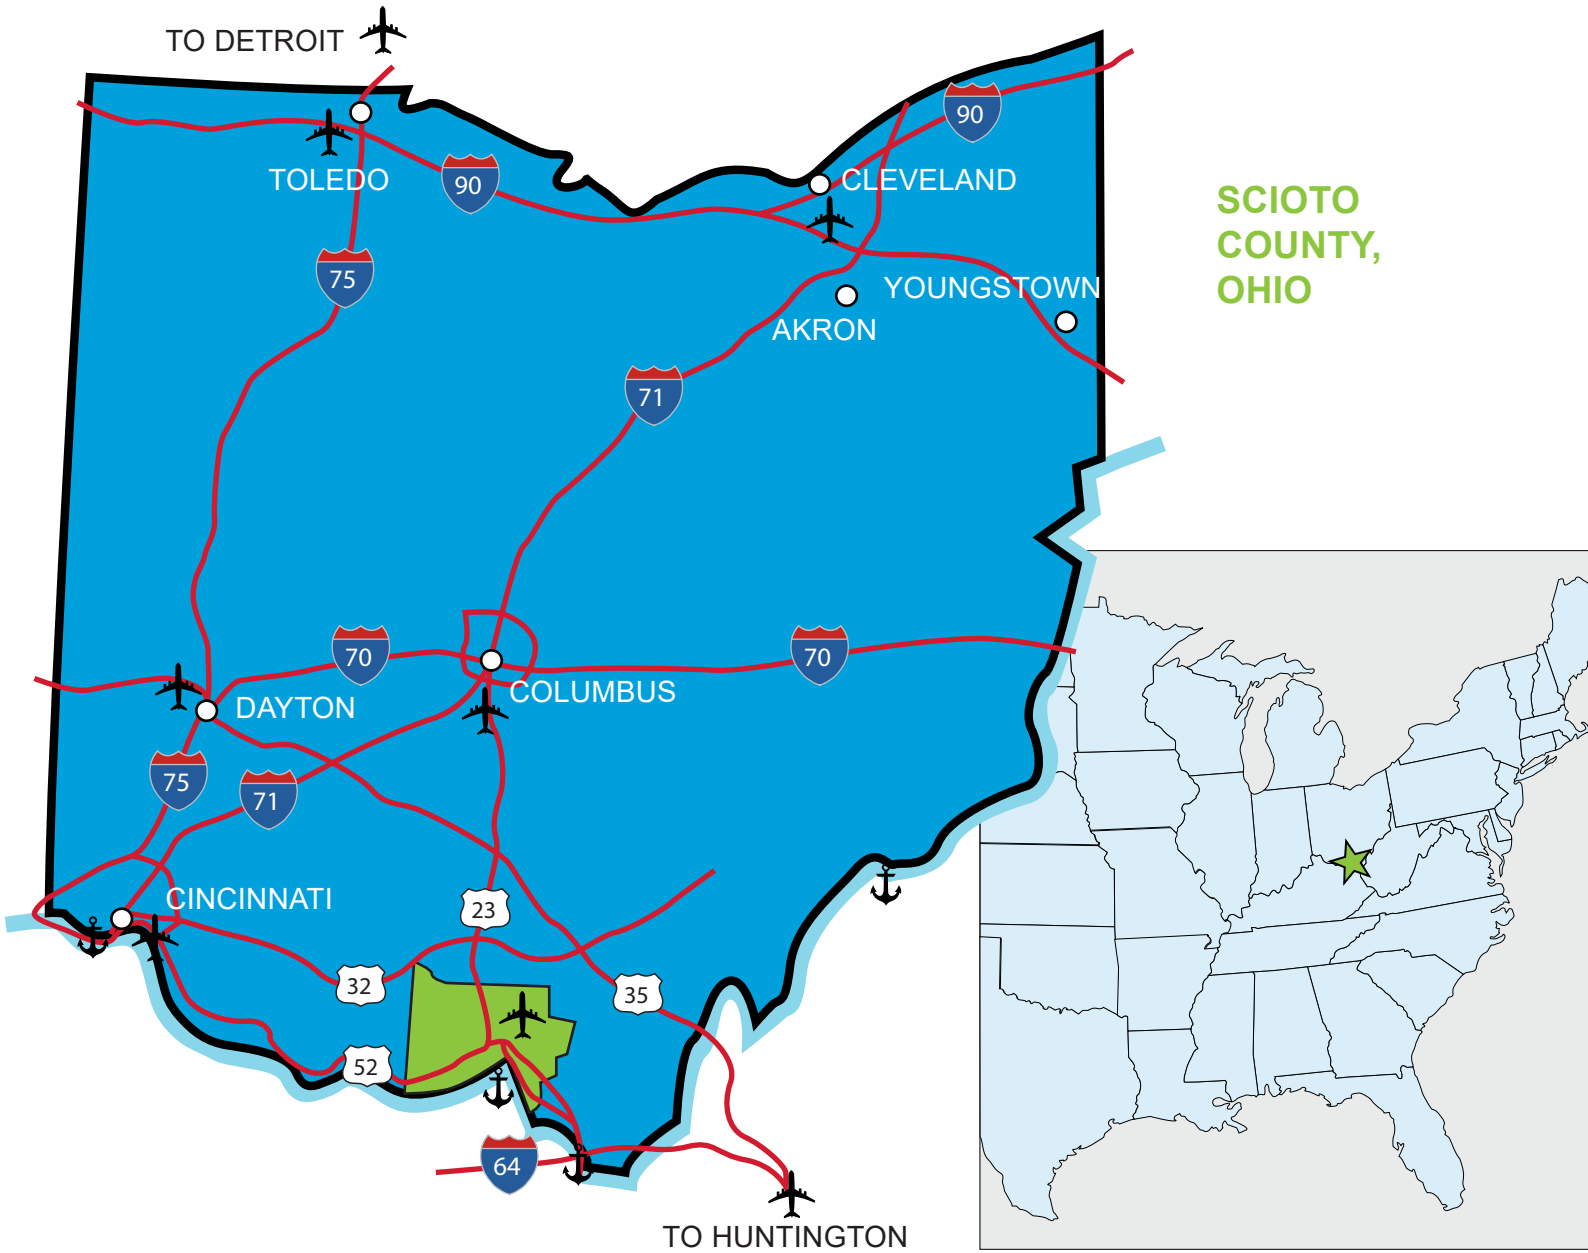 TO DETROIT
90
TOLEDO
90
CLEVELAND
SCIOTO
COUNTY,
OHIO
75
YOUNGSTOWN
AKRON
71
70
70
COLUMBUS
DAYTON
75
71
CINCINNATI
23
32
35
52
64
TO HUNTINGTON